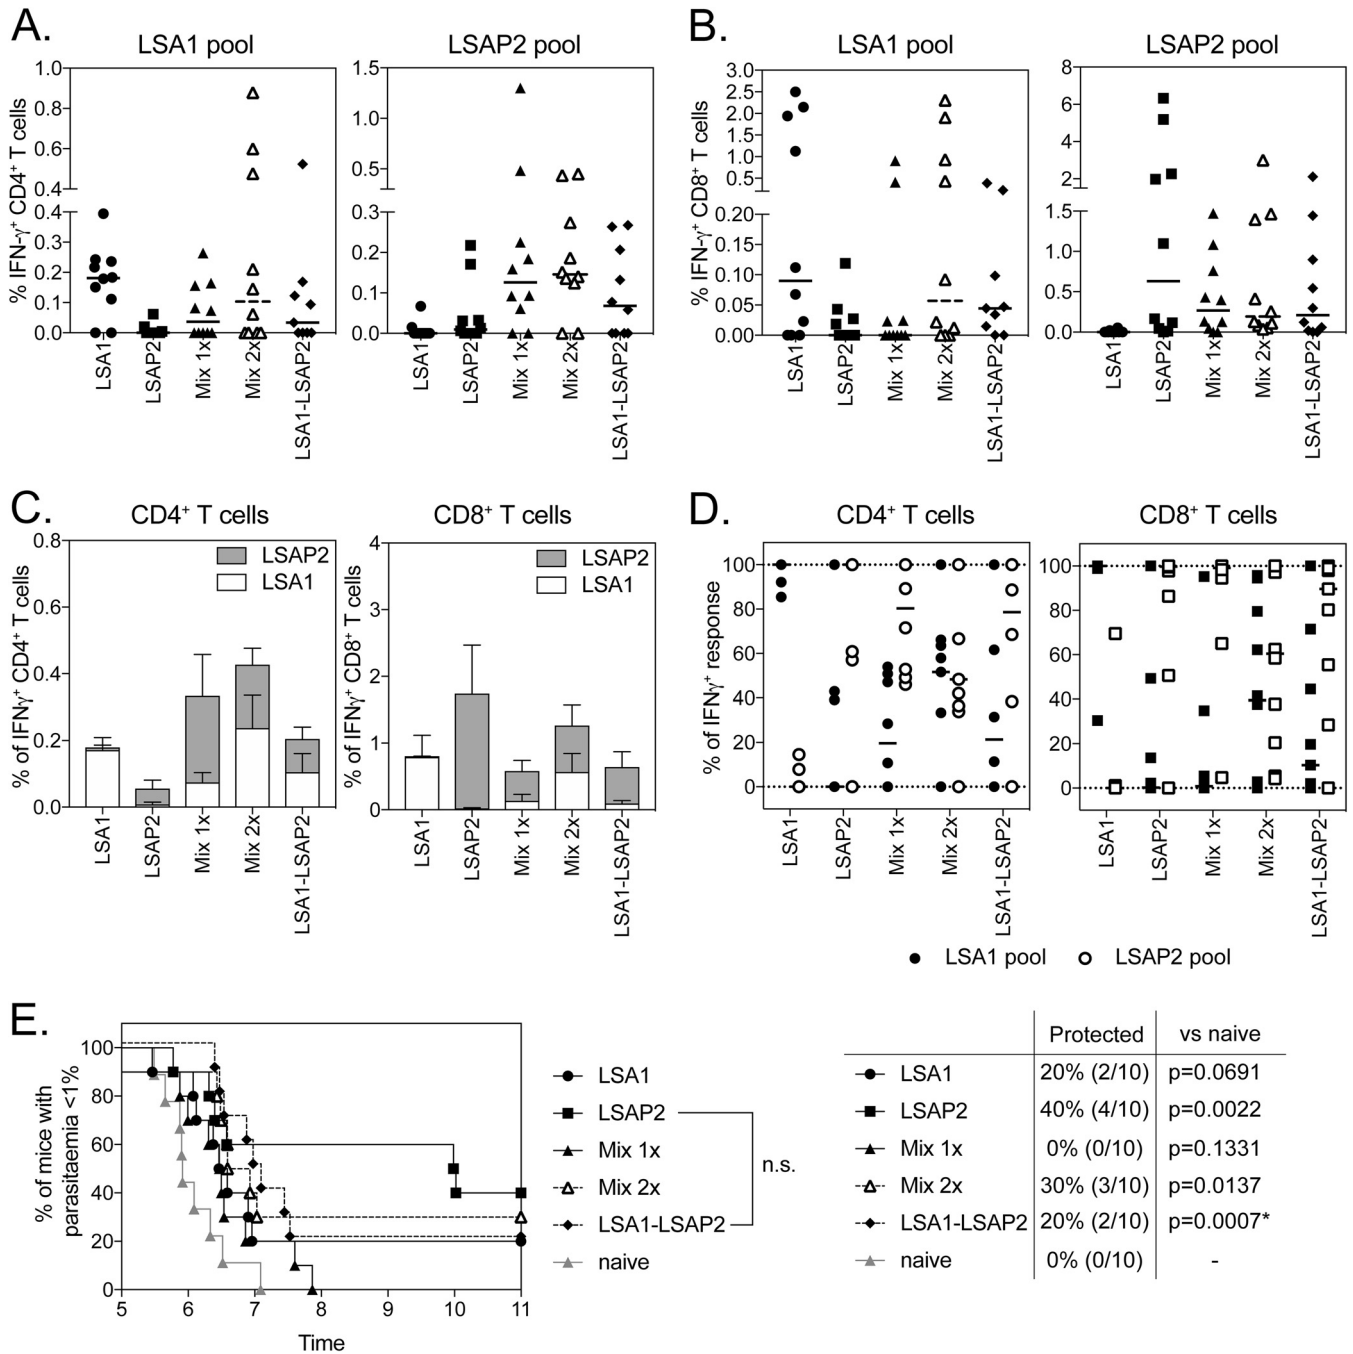 A.
LSA1 pool
LSAP2 pool
% IFN-γ⁺ CD4⁺ T cells
1.0
0.8
0.6
0.4
0.4
0.3
0.2
0.1
0.0
LSA1
LSAP2
Mix 1x
Mix 2x
LSA1-LSAP2
1.5
1.0
0.5
0.3
0.2
0.1
0.0
LSA1
LSAP2
Mix 1x
Mix 2x
LSA1-LSAP2
B.
LSA1 pool
LSAP2 pool
% IFN-γ⁺ CD8⁺ T cells
3.0
2.5
2.0
1.5
1.0
0.5
0.20
0.15
0.10
0.05
0.00
LSA1
LSAP2
Mix 1x
Mix 2x
LSA1-LSAP2
8
6
4
2
1.5
1.0
0.5
0.0
LSA1
LSAP2
Mix 1x
Mix 2x
LSA1-LSAP2
C.
CD4⁺ T cells
% of IFNγ⁺ CD4⁺ T cells
0.8
0.6
0.4
0.2
0.0
LSAP2
LSA1
LSA1
LSAP2
Mix 1x
Mix 2x
LSA1-LSAP2
CD8⁺ T cells
% of IFNγ⁺ CD8⁺ T cells
4
3
2
1
0
LSAP2
LSA1
LSA1
LSAP2
Mix 1x
Mix 2x
LSA1-LSAP2
D.
CD4⁺ T cells
CD8⁺ T cells
% of IFNγ⁺ response
100
80
60
40
20
0
LSA1
LSAP2
Mix 1x
Mix 2x
LSA1-LSAP2
100
80
60
40
20
0
LSA1
LSAP2
Mix 1x
Mix 2x
LSA1-LSAP2
LSA1 pool
LSAP2 pool
E.
% of mice with
parasitaemia <1%
100
80
60
40
20
0
5 6 7 8 9 10 11
Time
LSA1
LSAP2
Mix 1x
Mix 2x
LSA1-LSAP2
naive
n.s.
Protected vs naive
LSA1 20% (2/10) p=0.0691
LSAP2 40% (4/10) p=0.0022
Mix 1x 0% (0/10) p=0.1331
Mix 2x 30% (3/10) p=0.0137
LSA1-LSAP2 20% (2/10) p=0.0007*
naive 0% (0/10) -